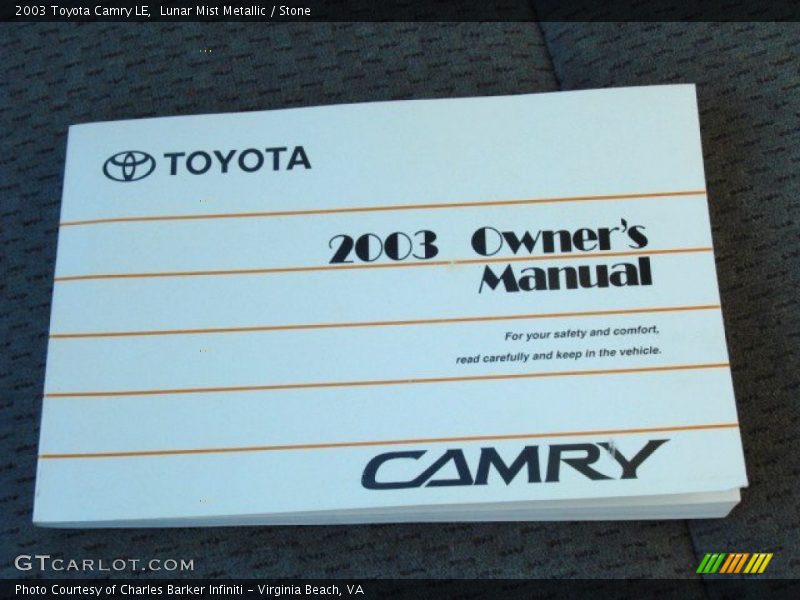 2003 Toyota Camry LE,  Lunar Mist Metallic / Stone
TOYOTA
2003 Owner's
Manual
For your safety and comfort,
read carefully and keep in the vehicle.
CAMRY
GTCARLOT.COM
Photo Courtesy of Charles Barker Infiniti - Virginia Beach, VA